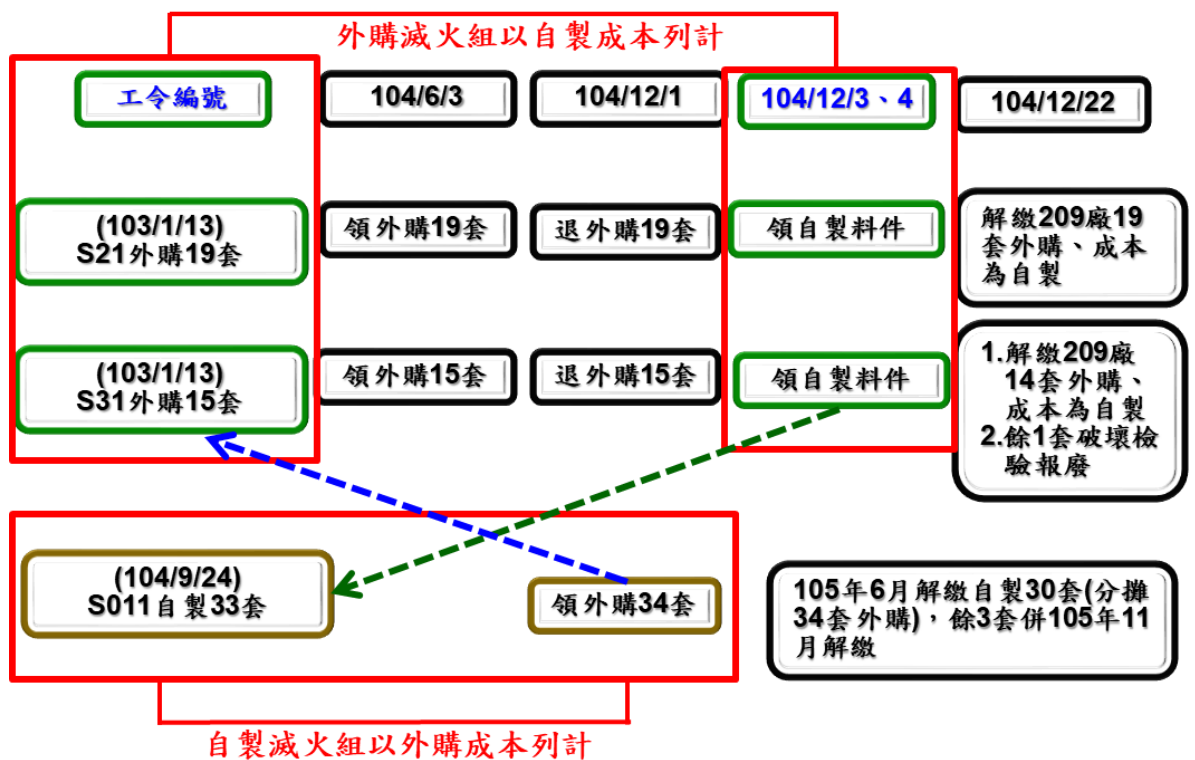 外購滅火組以自製成本列計
工令編號
104/6/3
104/12/1
104/12/3、4
104/12/22
(103/1/13)
S21外購19套
領外購19套
退外購19套
領自製料件
解繳209廠19
套外購、成本
為自製
(103/1/13)
S31外購15套
領外購15套
退外購15套
領自製料件
1.解繳209廠
14套外購、
成本為自製
2.餘1套破壞檢
驗報廢
(104/9/24)
S011自製33套
領外購34套
105年6月解繳自製30套(分攤
34套外購)，餘3套併105年11
月解繳
自製滅火組以外購成本列計